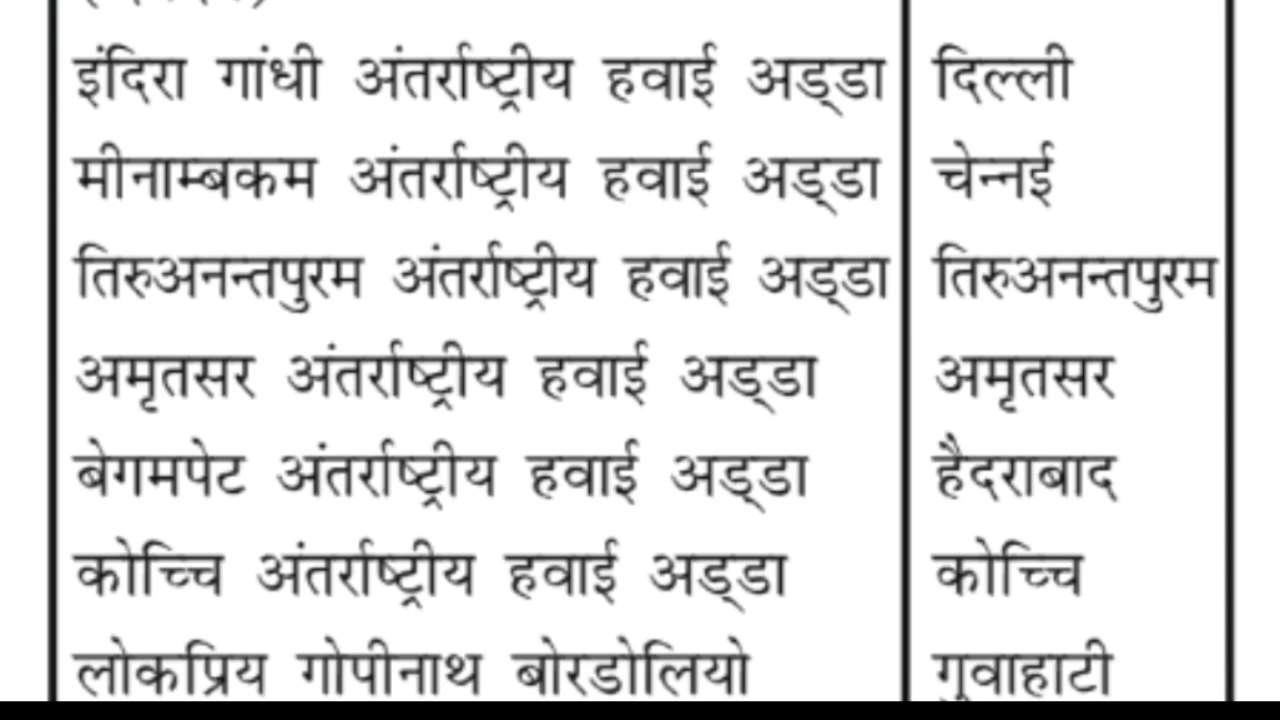 इंदिरा गांधी अंतर्राष्ट्रीय हवाई अड्डा दिल्ली
मीनाम्बकम अंतर्राष्ट्रीय हवाई अड्डा चेन्नई
तिरुअनन्तपुरम अंतर्राष्ट्रीय हवाई अड्डा तिरुअनन्तपुरम
अमृतसर अंतर्राष्ट्रीय हवाई अड्डा अमृतसर
बेगमपेट अंतर्राष्ट्रीय हवाई अड्डा हैदराबाद
कोच्चि अंतर्राष्ट्रीय हवाई अड्डा कोच्चि
लोकप्रिय गोपीनाथ बोरडोलियो गुवाहाटी